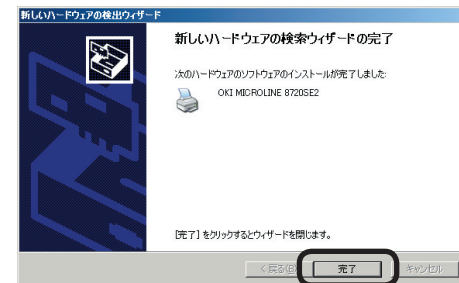 新しいハードウェアの検出ウィザード
新しいハードウェアの検索ウィザードの完了
次のハードウェアのソフトウェアのインストールが完了しました:
OKI MICROLINE 8720SE2
[完了] をクリックするとウィザードを閉じます。
< 戻る(B) 完了 キャンセル